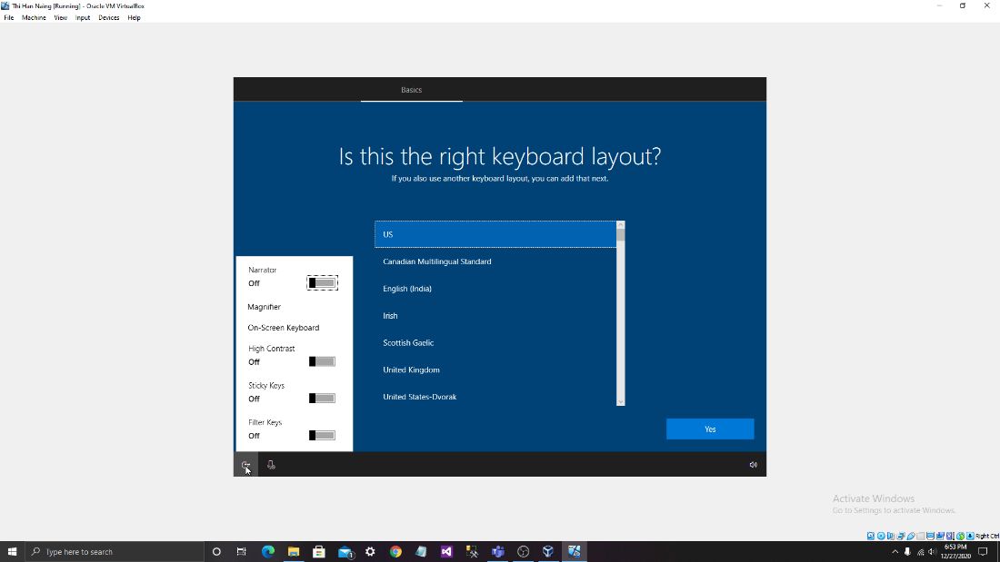 Thi Han Naing [Running] - Oracle VM VirtualBox
File Machine View Input Devices Help
Basics
Is this the right keyboard layout?
If you also use another keyboard layout, you can add that next.
US
Canadian Multilingual Standard
English (India)
Irish
Scottish Gaelic
United Kingdom
United States-Dvorak
Narrator
Off
Magnifier
On-Screen Keyboard
High Contrast
Off
Sticky Keys
Off
Filter Keys
Off
Yes
Activate Windows
Go to Settings to activate Windows.
Right Ctrl
Type here to search
6:53 PM
12/27/2020